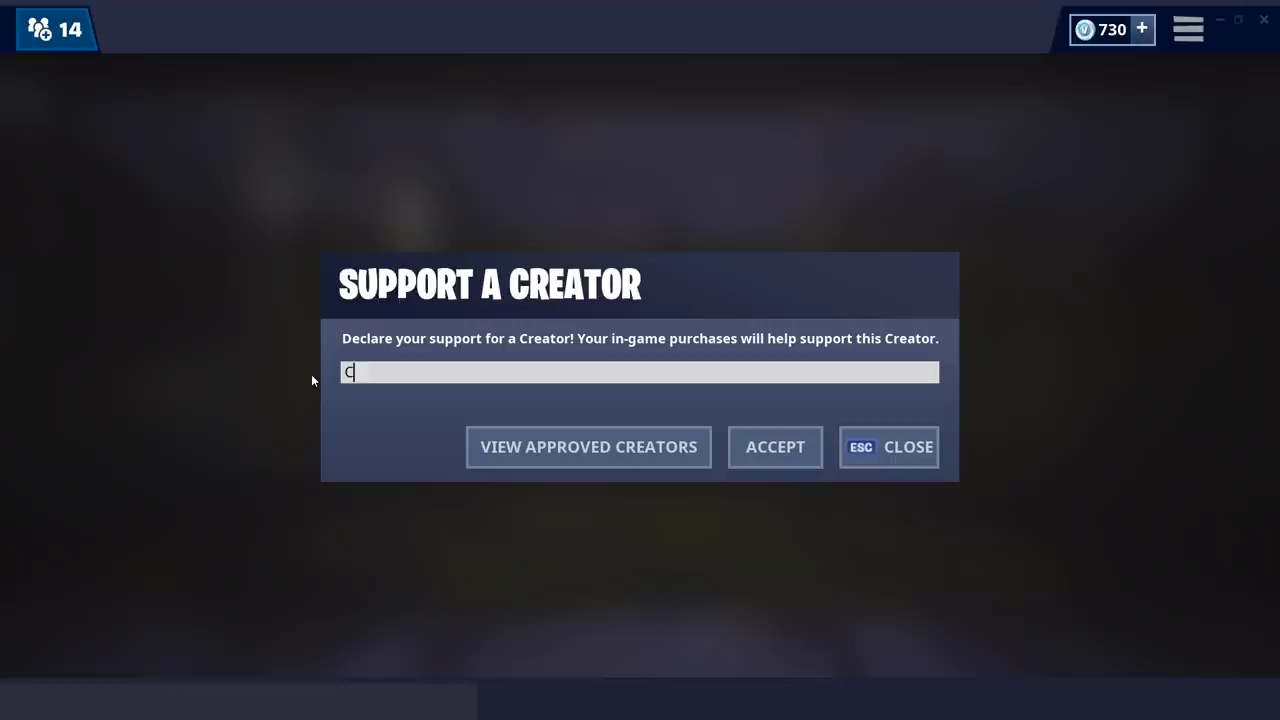 14
730 +
SUPPORT A CREATOR
Declare your support for a Creator! Your in-game purchases will help support this Creator.
C
VIEW APPROVED CREATORS
ACCEPT
ESC CLOSE